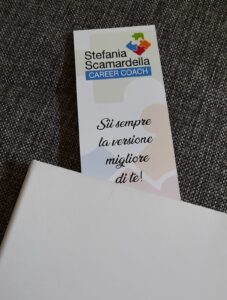 Stefania
Scamardella
CAREER COACH
Sii sempre
la versione
migliore
di te!